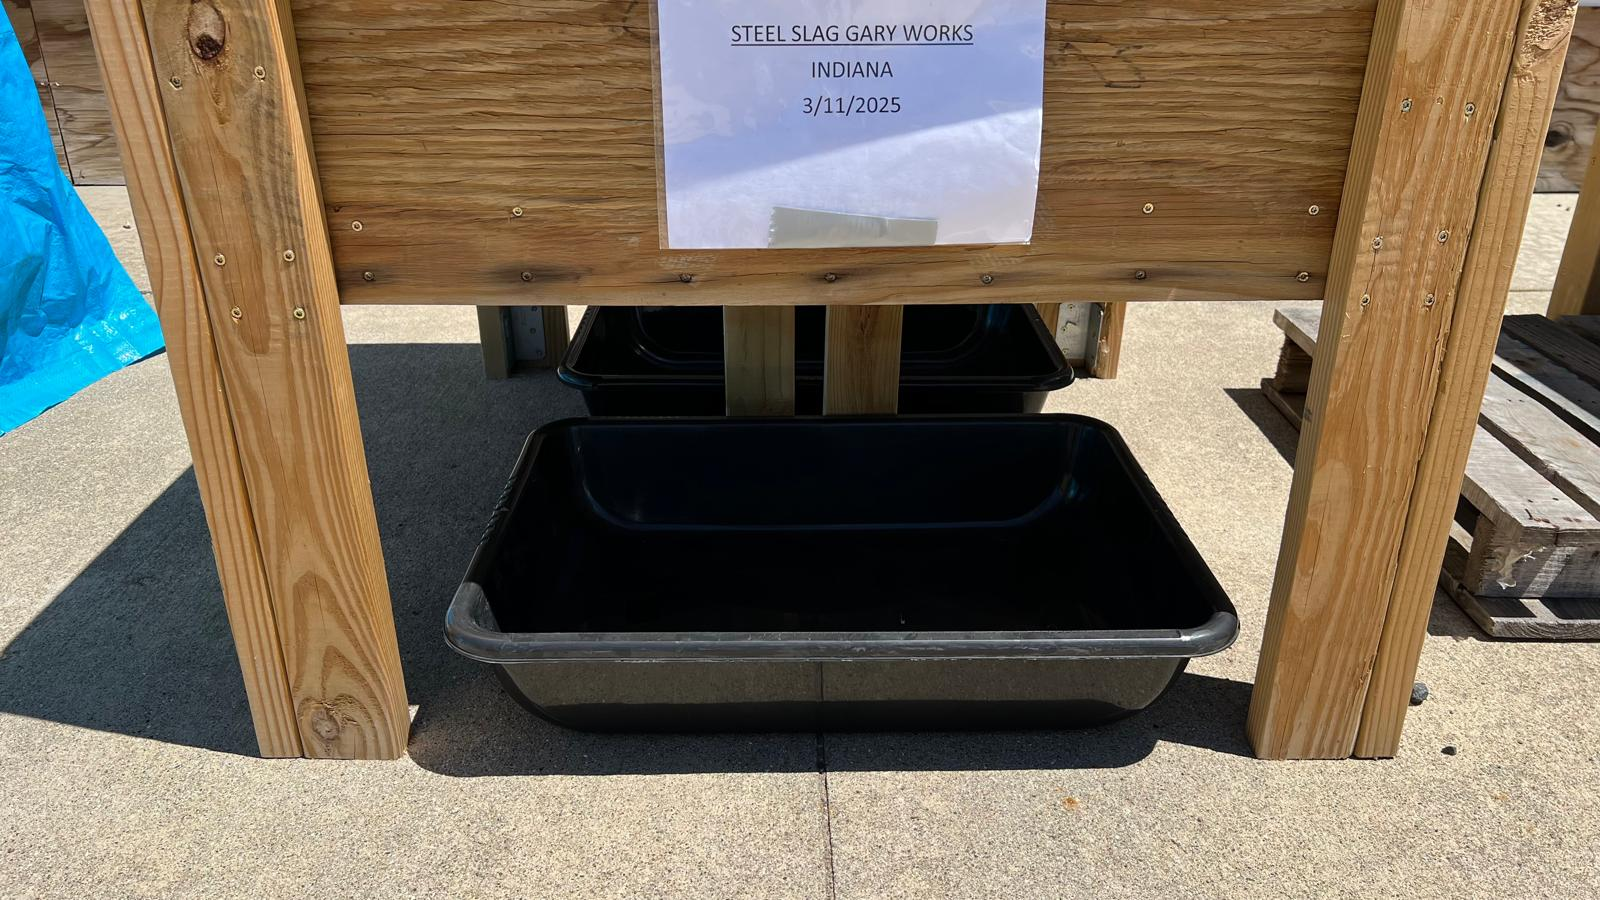 STEEL SLAG GARY WORKS
INDIANA
3/11/2025